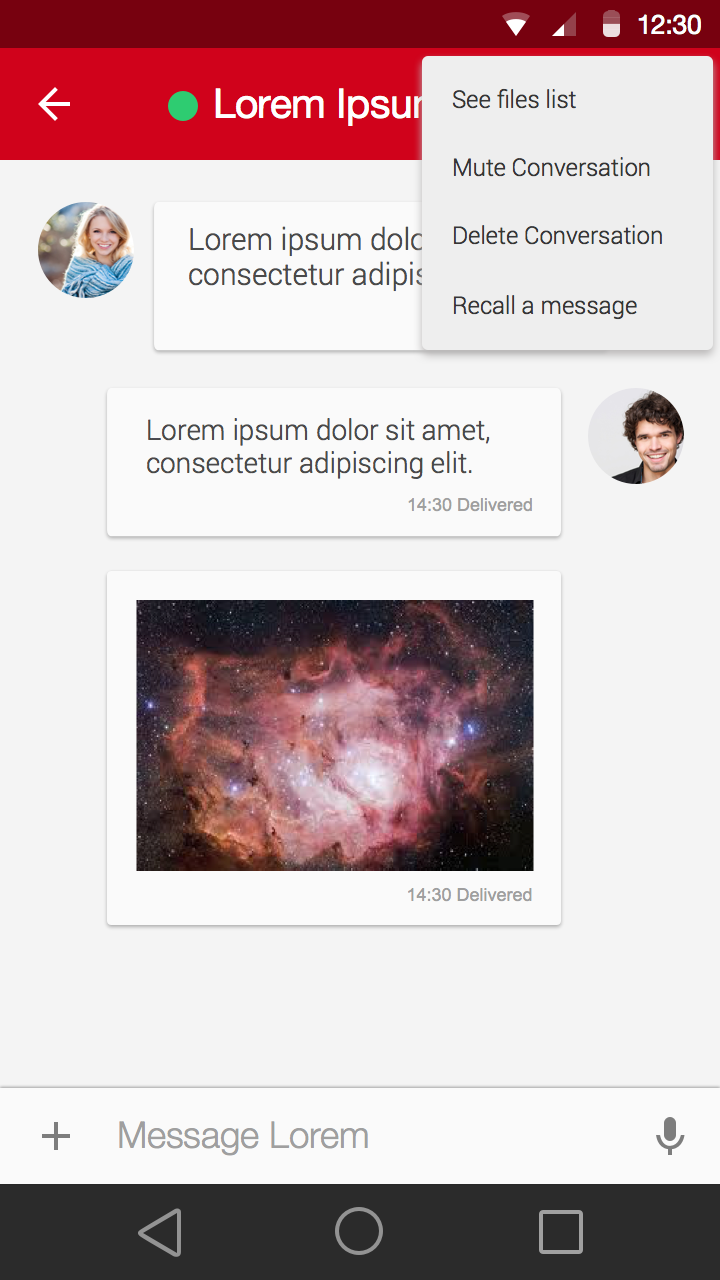 12:30
Lorem Ipsu
See files list
Mute Conversation
Delete Conversation
Recall a message
Lorem ipsum dolo
consectetur adipis
Lorem ipsum dolor sit amet,
consectetur adipiscing elit.
14:30 Delivered
14:30 Delivered
Message Lorem